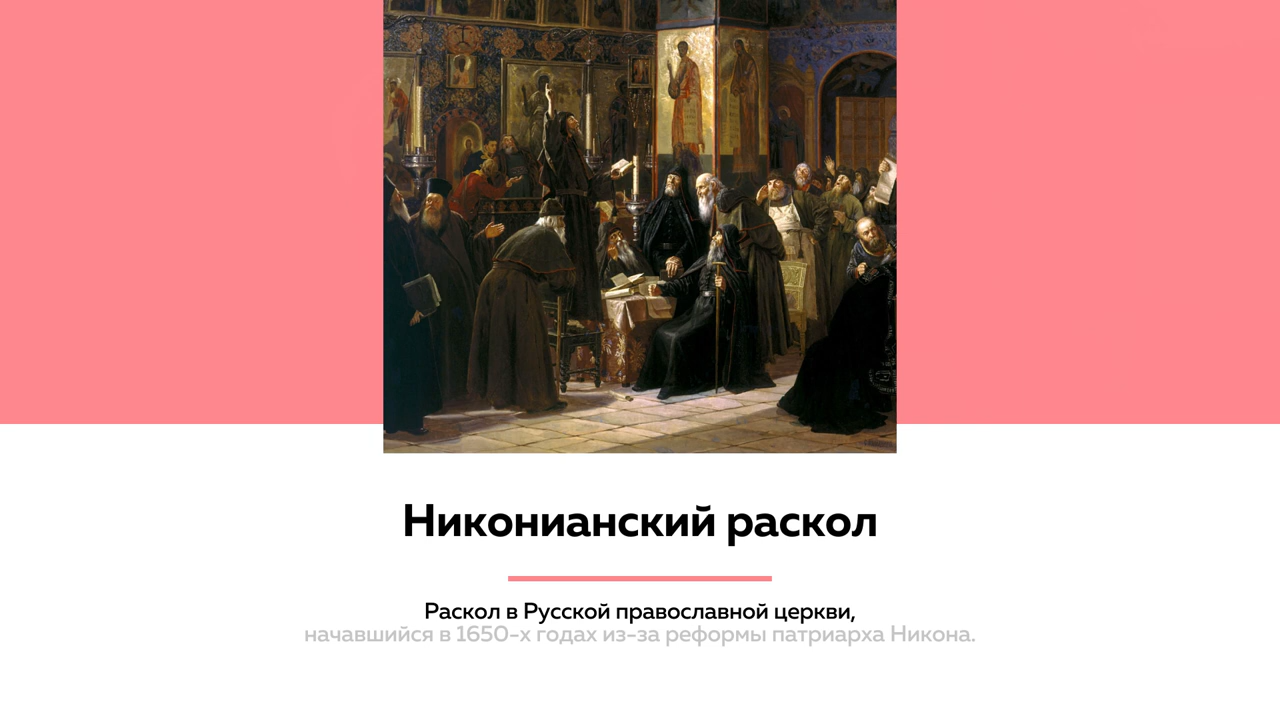 Никонианский раскол
Раскол в Русской православной церкви,
начавшийся в 1650-х годах из-за реформы патриарха Никона.